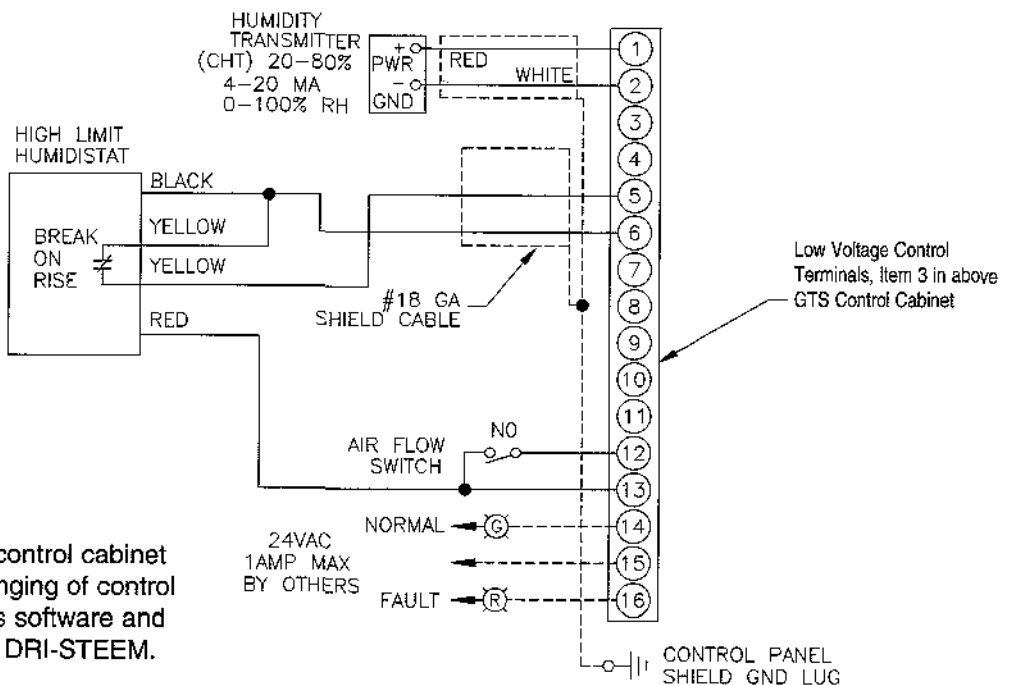 HUMIDITY
TRANSMITTER
(CHT) 20-80%
4-20 MA
0-100% RH
+
PWR
-
GND
RED
WHITE
1
2
3
4
5
6
7
8
9
10
11
12
13
14
15
16
HIGH LIMIT
HUMIDISTAT
BLACK
YELLOW
YELLOW
RED
BREAK
ON
RISE
#18 GA
SHIELD CABLE
Low Voltage Control
Terminals, Item 3 in above
GTS Control Cabinet
NO
AIR FLOW
SWITCH
NORMAL
G
24VAC
1AMP MAX
BY OTHERS
FAULT
R
control cabinet
nging of control
s software and
DRI-STEEM.
CONTROL PANEL
SHIELD GND LUG